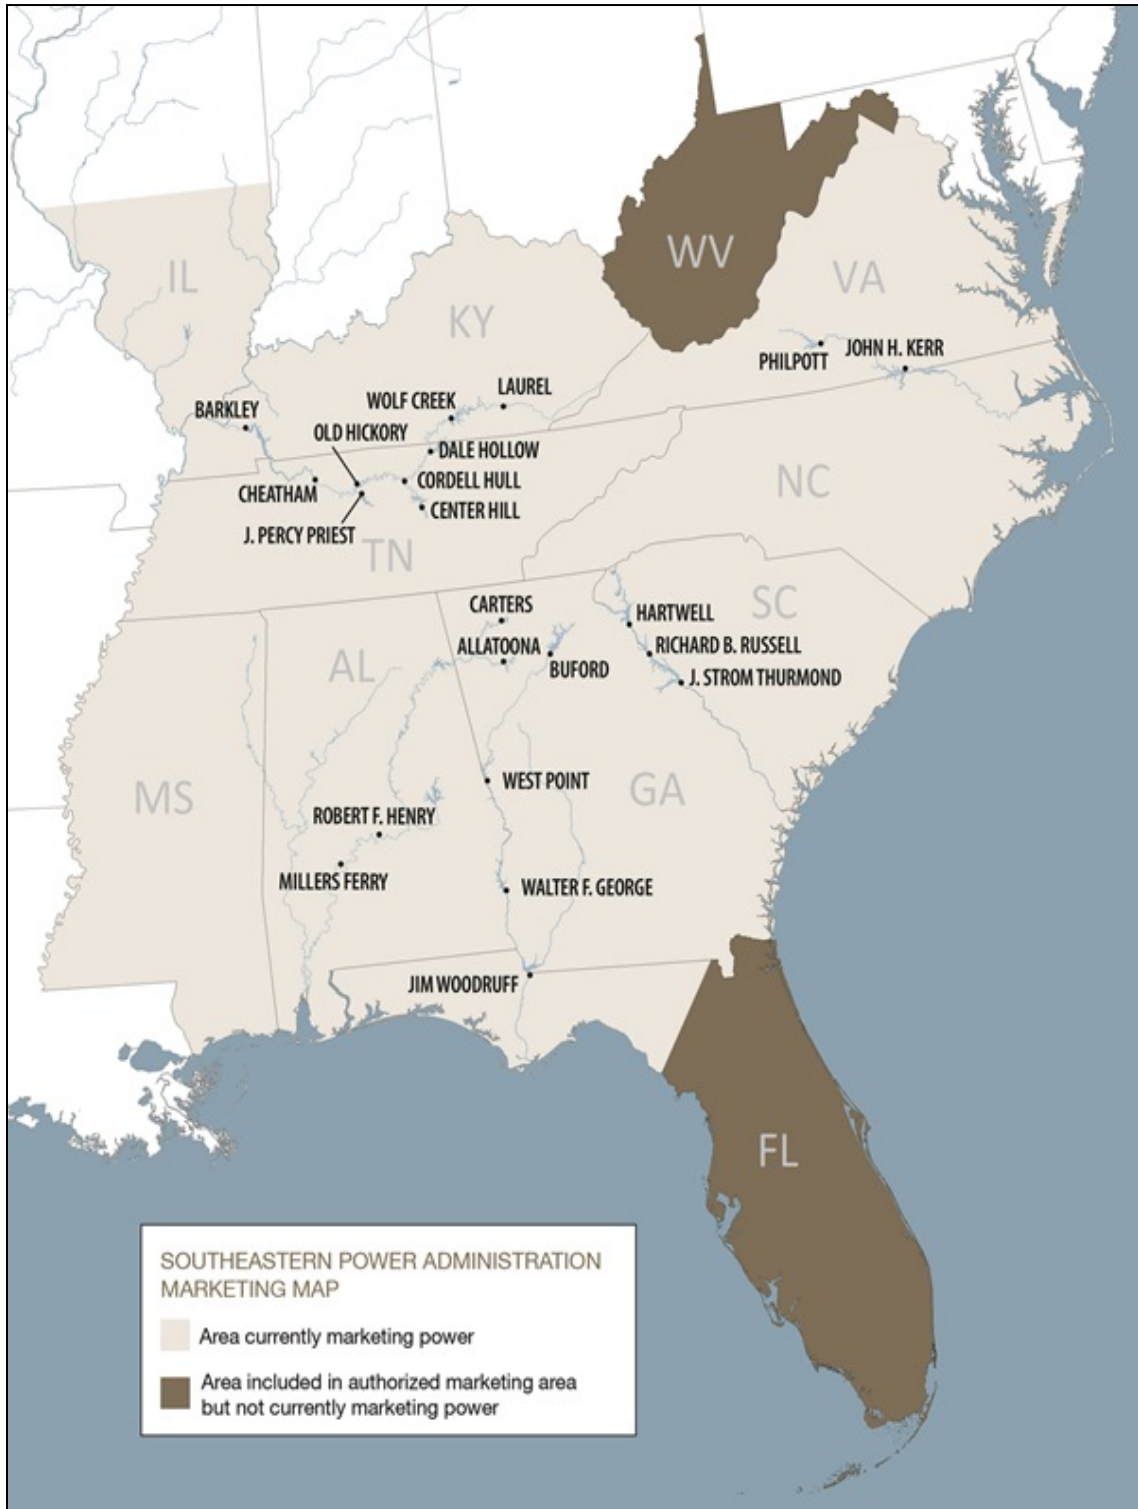 WV
IL
VA
KY
JOHN H. KERR
PHILPOTT
LAUREL
WOLF CREEK
BARKLEY
OLD HICKORY
DALE HOLLOW
CORDELL HULL
CHEATHAM
CENTER HILL
NC
J. PERCY PRIEST
TN
CARTERS
SC
HARTWELL
ALLATOONA
RICHARD B. RUSSELL
AL
BUFORD
J. STROM THURMOND
WEST POINT
GA
MS
ROBERT F. HENRY
MILLERS FERRY
WALTER F. GEORGE
JIM WOODRUFF
FL
SOUTHEASTERN POWER ADMINISTRATION
MARKETING MAP
Area currently marketing power
Area included in authorized marketing area
but not currently marketing power